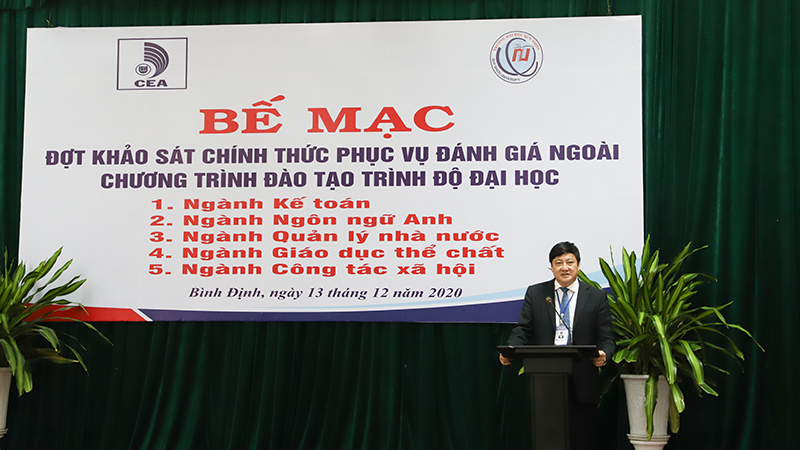 CEA
BẾ MẠC
ĐỢT KHẢO SÁT CHÍNH THỨC PHỤC VỤ ĐÁNH GIÁ NGOÀI
CHƯƠNG TRÌNH ĐÀO TẠO TRÌNH ĐỘ ĐẠI HỌC
1. Ngành Kế toán
2. Ngành Ngôn ngữ Anh
3. Ngành Quản lý nhà nước
4. Ngành Giáo dục thể chất
5. Ngành Công tác xã hội
Bình Định, ngày 13 tháng 12 năm 2020